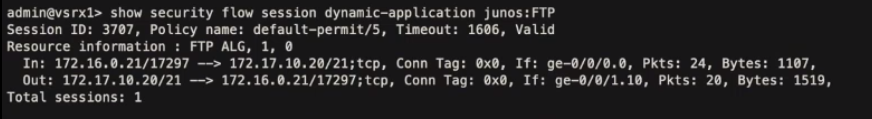 admin@vsrx1> show security flow session dynamic-application junos:FTP
Session ID: 3707, Policy name: default-permit/5, Timeout: 1606, Valid
Resource information : FTP ALG, 1, 0
In: 172.16.0.21/17297 --> 172.17.10.20/21;tcp, Conn Tag: 0x0, If: ge-0/0/0.0, Pkts: 24, Bytes: 1107,
Out: 172.17.10.20/21 --> 172.16.0.21/17297;tcp, Conn Tag: 0x0, If: ge-0/0/1.10, Pkts: 20, Bytes: 1519,
Total sessions: 1